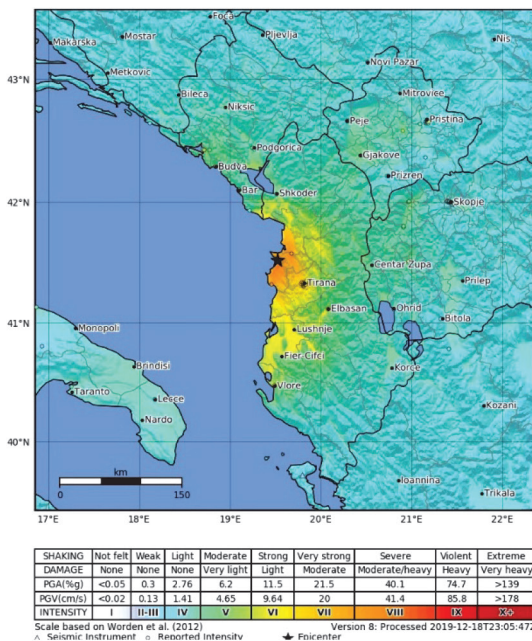 Foca
Pljevlja
Makarska
Mostar
Nis
43°N
Metkovic
Novi Pazar
Bileca
Mitrovice
Niksic
Peje
Pristina
Podgorica
Gjakove
Budva
Prizren
Bar
Shkoder
42°N
Skopje
Centar Zupa
Tirana
Prilep
Elbasan
Ohrid
Bitola
41°N
Monopoli
Lushnje
Fier Cifci
Brindisi
Korce
Taranto
Vlore
Lecce
Kozani
Nardo
40°N
km
Ioannina
0
150
Trikala
17°E
18°E
19°E
20°E
21°E
22°E
SHAKING Not felt Weak Light Moderate Strong Very strong Severe Violent Extreme
DAMAGE None None None Very light Light Moderate Moderate/heavy Heavy Very heavy
PGA(%g) <0.05 0.3 2.76 6.2 11.5 21.5 40.1 74.7 >139
PGV(cm/s) <0.02 0.13 1.41 4.65 9.64 20 41.4 85.8 >178
INTENSITY I II-III IV V VI VII VIII IX X+
Scale based on Worden et al. (2012)
Version 8: Processed 2019-12-18T23:05:47Z
△ Seismic Instrument ○ Reported Intensity ★ Epicenter